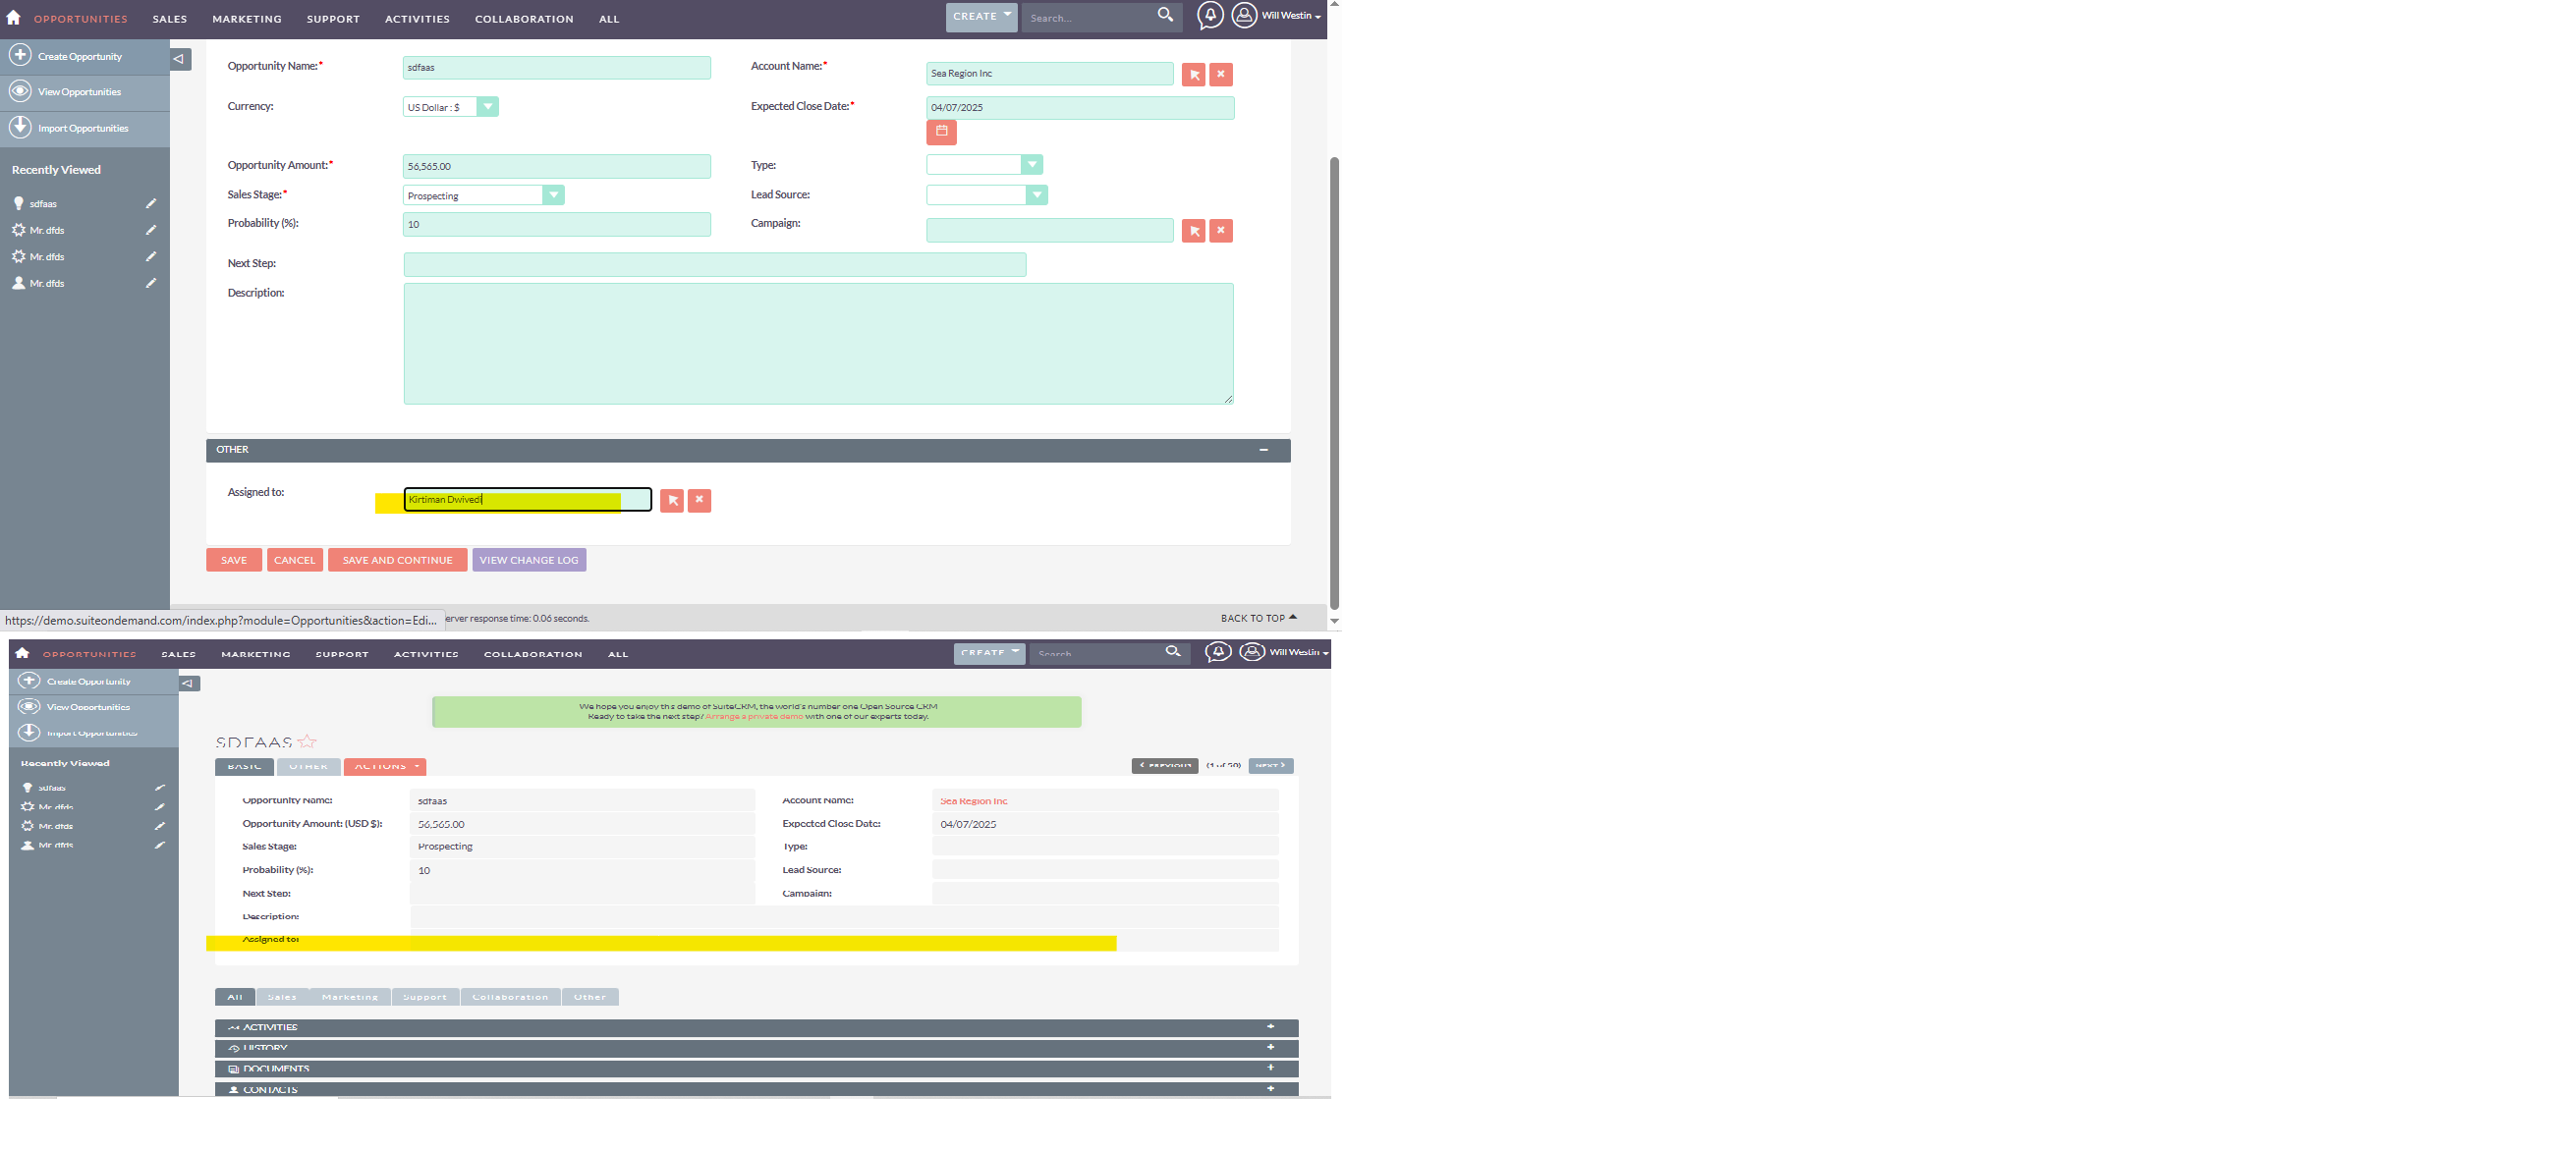 OPPORTUNITIES SALES MARKETING SUPPORT ACTIVITIES COLLABORATION ALL CREATE Search... Will Westin
Create Opportunity
View Opportunities
Import Opportunities
Recently Viewed
sdfaas
Mr. dfds
Mr. dfds
Mr. dfds
Opportunity Name:* sdfaas Account Name:* Sea Region Inc
Currency: US Dollar : $ Expected Close Date:* 04/07/2025
Opportunity Amount:* 56,565.00 Type:
Sales Stage:* Prospecting Lead Source:
Probability (%): 10 Campaign:
Next Step:
Description:
OTHER
Assigned to: Kirtiman Dwivedi
SAVE CANCEL SAVE AND CONTINUE VIEW CHANGE LOG
https://demo.suiteondemand.com/index.php?module=Opportunities&action=Edi... erver response time: 0.06 seconds. BACK TO TOP
OPPORTUNITIES SALES MARKETING SUPPORT ACTIVITIES COLLABORATION ALL CREATE Search Will Westin
Create Opportunity
View Opportunities
Import Opportunities
Recently Viewed
sdfaas
Mr. dfds
Mr. dfds
Mr. dfds
We hope you enjoy this demo of SuiteCRM, the world's number one Open Source CRM
Ready to take the next step? Arrange a private demo with one of our experts today.
SDFAAS
BASIC OTHER ACTIONS PREVIOUS (1 of 50) NEXT
Opportunity Name: sdfaas Account Name: Sea Region Inc
Opportunity Amount: (USD $): 56,565.00 Expected Close Date: 04/07/2025
Sales Stage: Prospecting Type:
Probability (%): 10 Lead Source:
Next Step: Campaign:
Description:
Assigned to:
All Sales Marketing Support Collaboration Other
ACTIVITIES
HISTORY
DOCUMENTS
CONTACTS